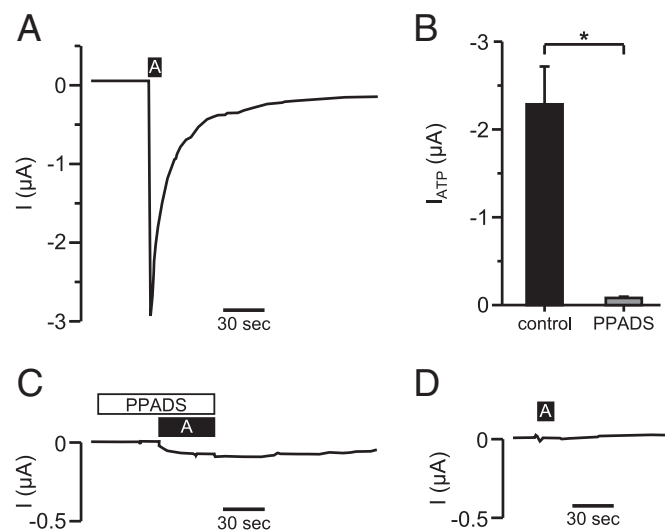 A
A
0
-1
-2
-3
I (µA)
30 sec
B
-3
-2
-1
0
I_ATP (µA)
*
control
PPADS
C
PPADS
A
0
-0.5
I (µA)
30 sec
D
A
0
-0.5
I (µA)
30 sec